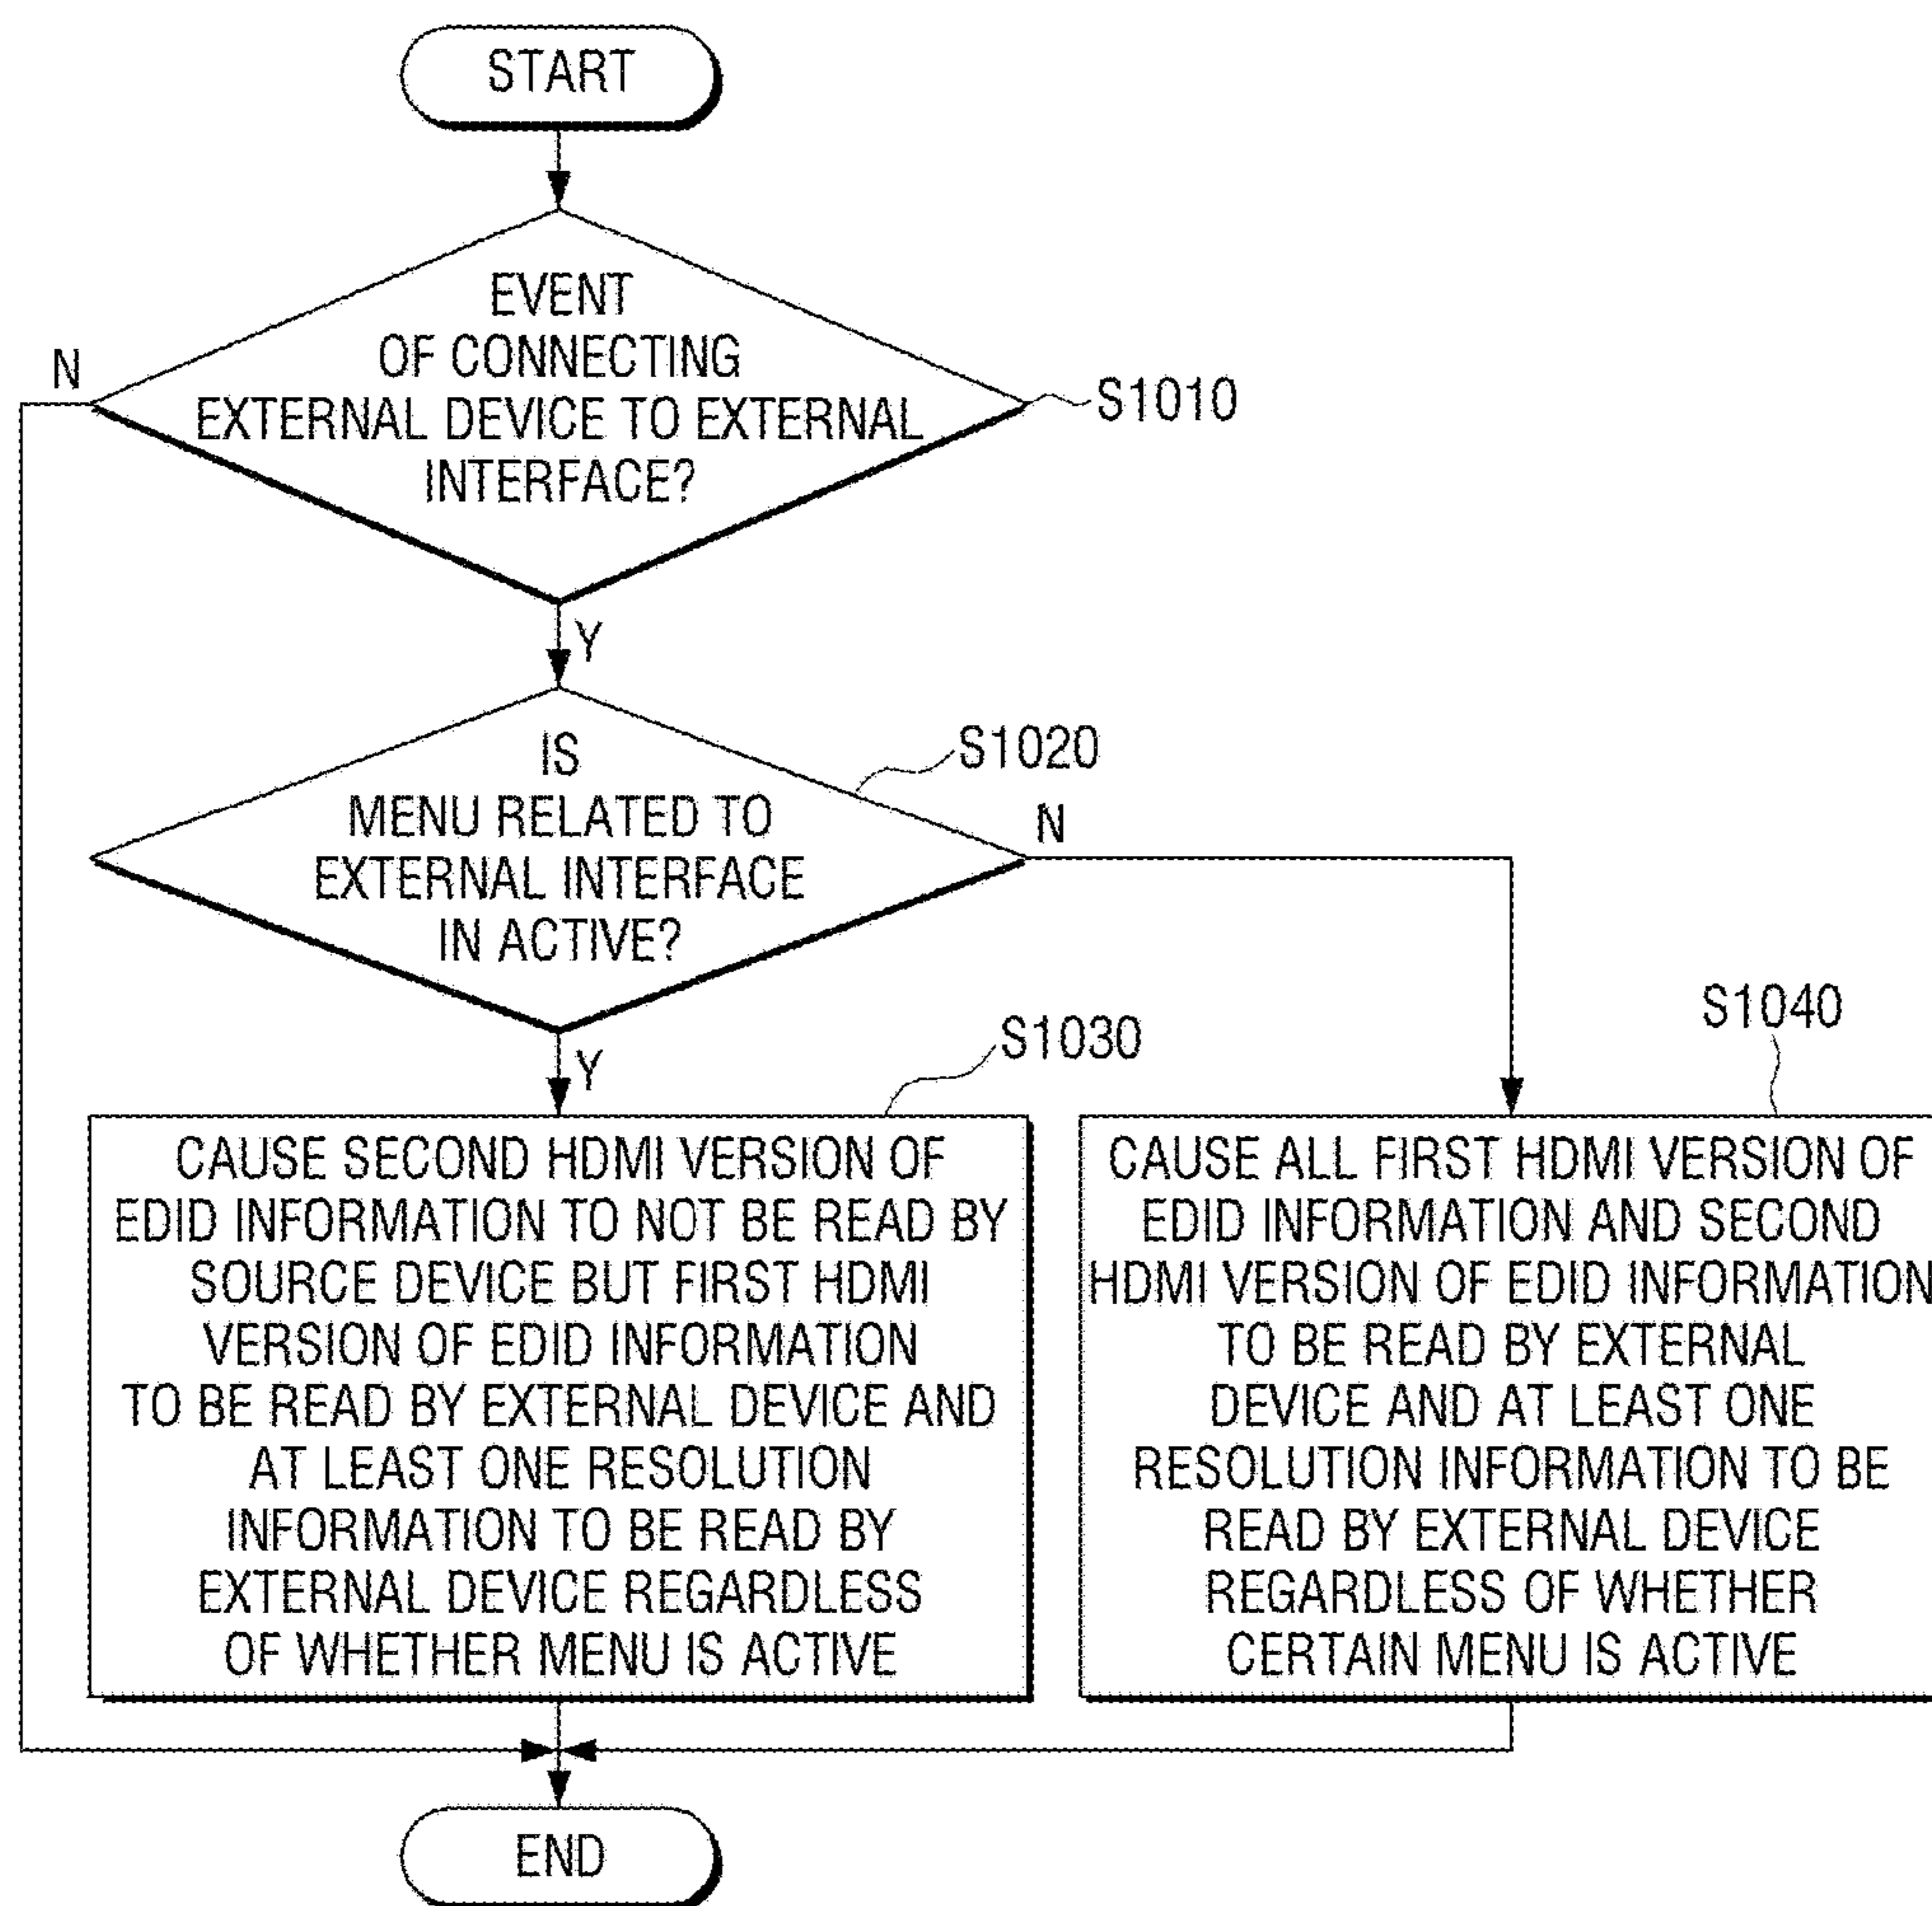 START
EVENT
OF CONNECTING
EXTERNAL DEVICE TO EXTERNAL
INTERFACE?
N
S1010
Y
IS
MENU RELATED TO
EXTERNAL INTERFACE
IN ACTIVE?
S1020
N
Y
S1030
CAUSE SECOND HDMI VERSION OF
EDID INFORMATION TO NOT BE READ BY
SOURCE DEVICE BUT FIRST HDMI
VERSION OF EDID INFORMATION
TO BE READ BY EXTERNAL DEVICE AND
AT LEAST ONE RESOLUTION
INFORMATION TO BE READ BY
EXTERNAL DEVICE REGARDLESS
OF WHETHER MENU IS ACTIVE
S1040
CAUSE ALL FIRST HDMI VERSION OF
EDID INFORMATION AND SECOND
HDMI VERSION OF EDID INFORMATION
TO BE READ BY EXTERNAL
DEVICE AND AT LEAST ONE
RESOLUTION INFORMATION TO BE
READ BY EXTERNAL DEVICE
REGARDLESS OF WHETHER
CERTAIN MENU IS ACTIVE
END